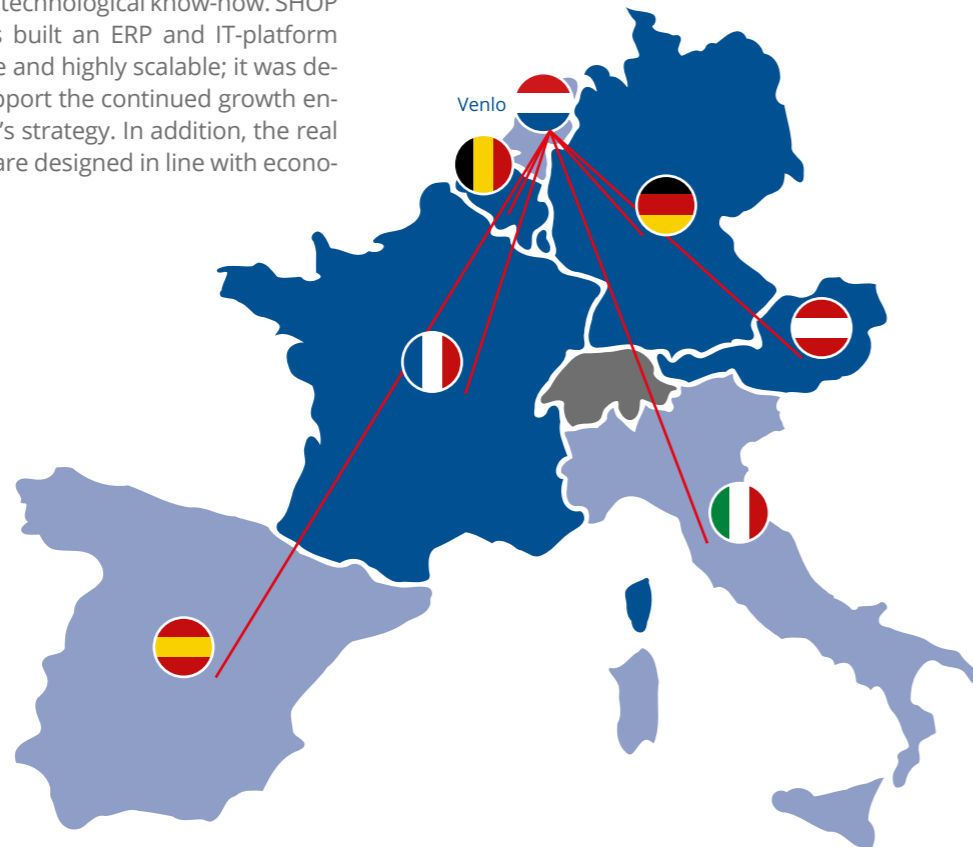 technological know-how. SHOP
built an ERP and IT-platform
and highly scalable; it was de-
pport the continued growth en-
's strategy. In addition, the real
are designed in line with econo-
Venlo